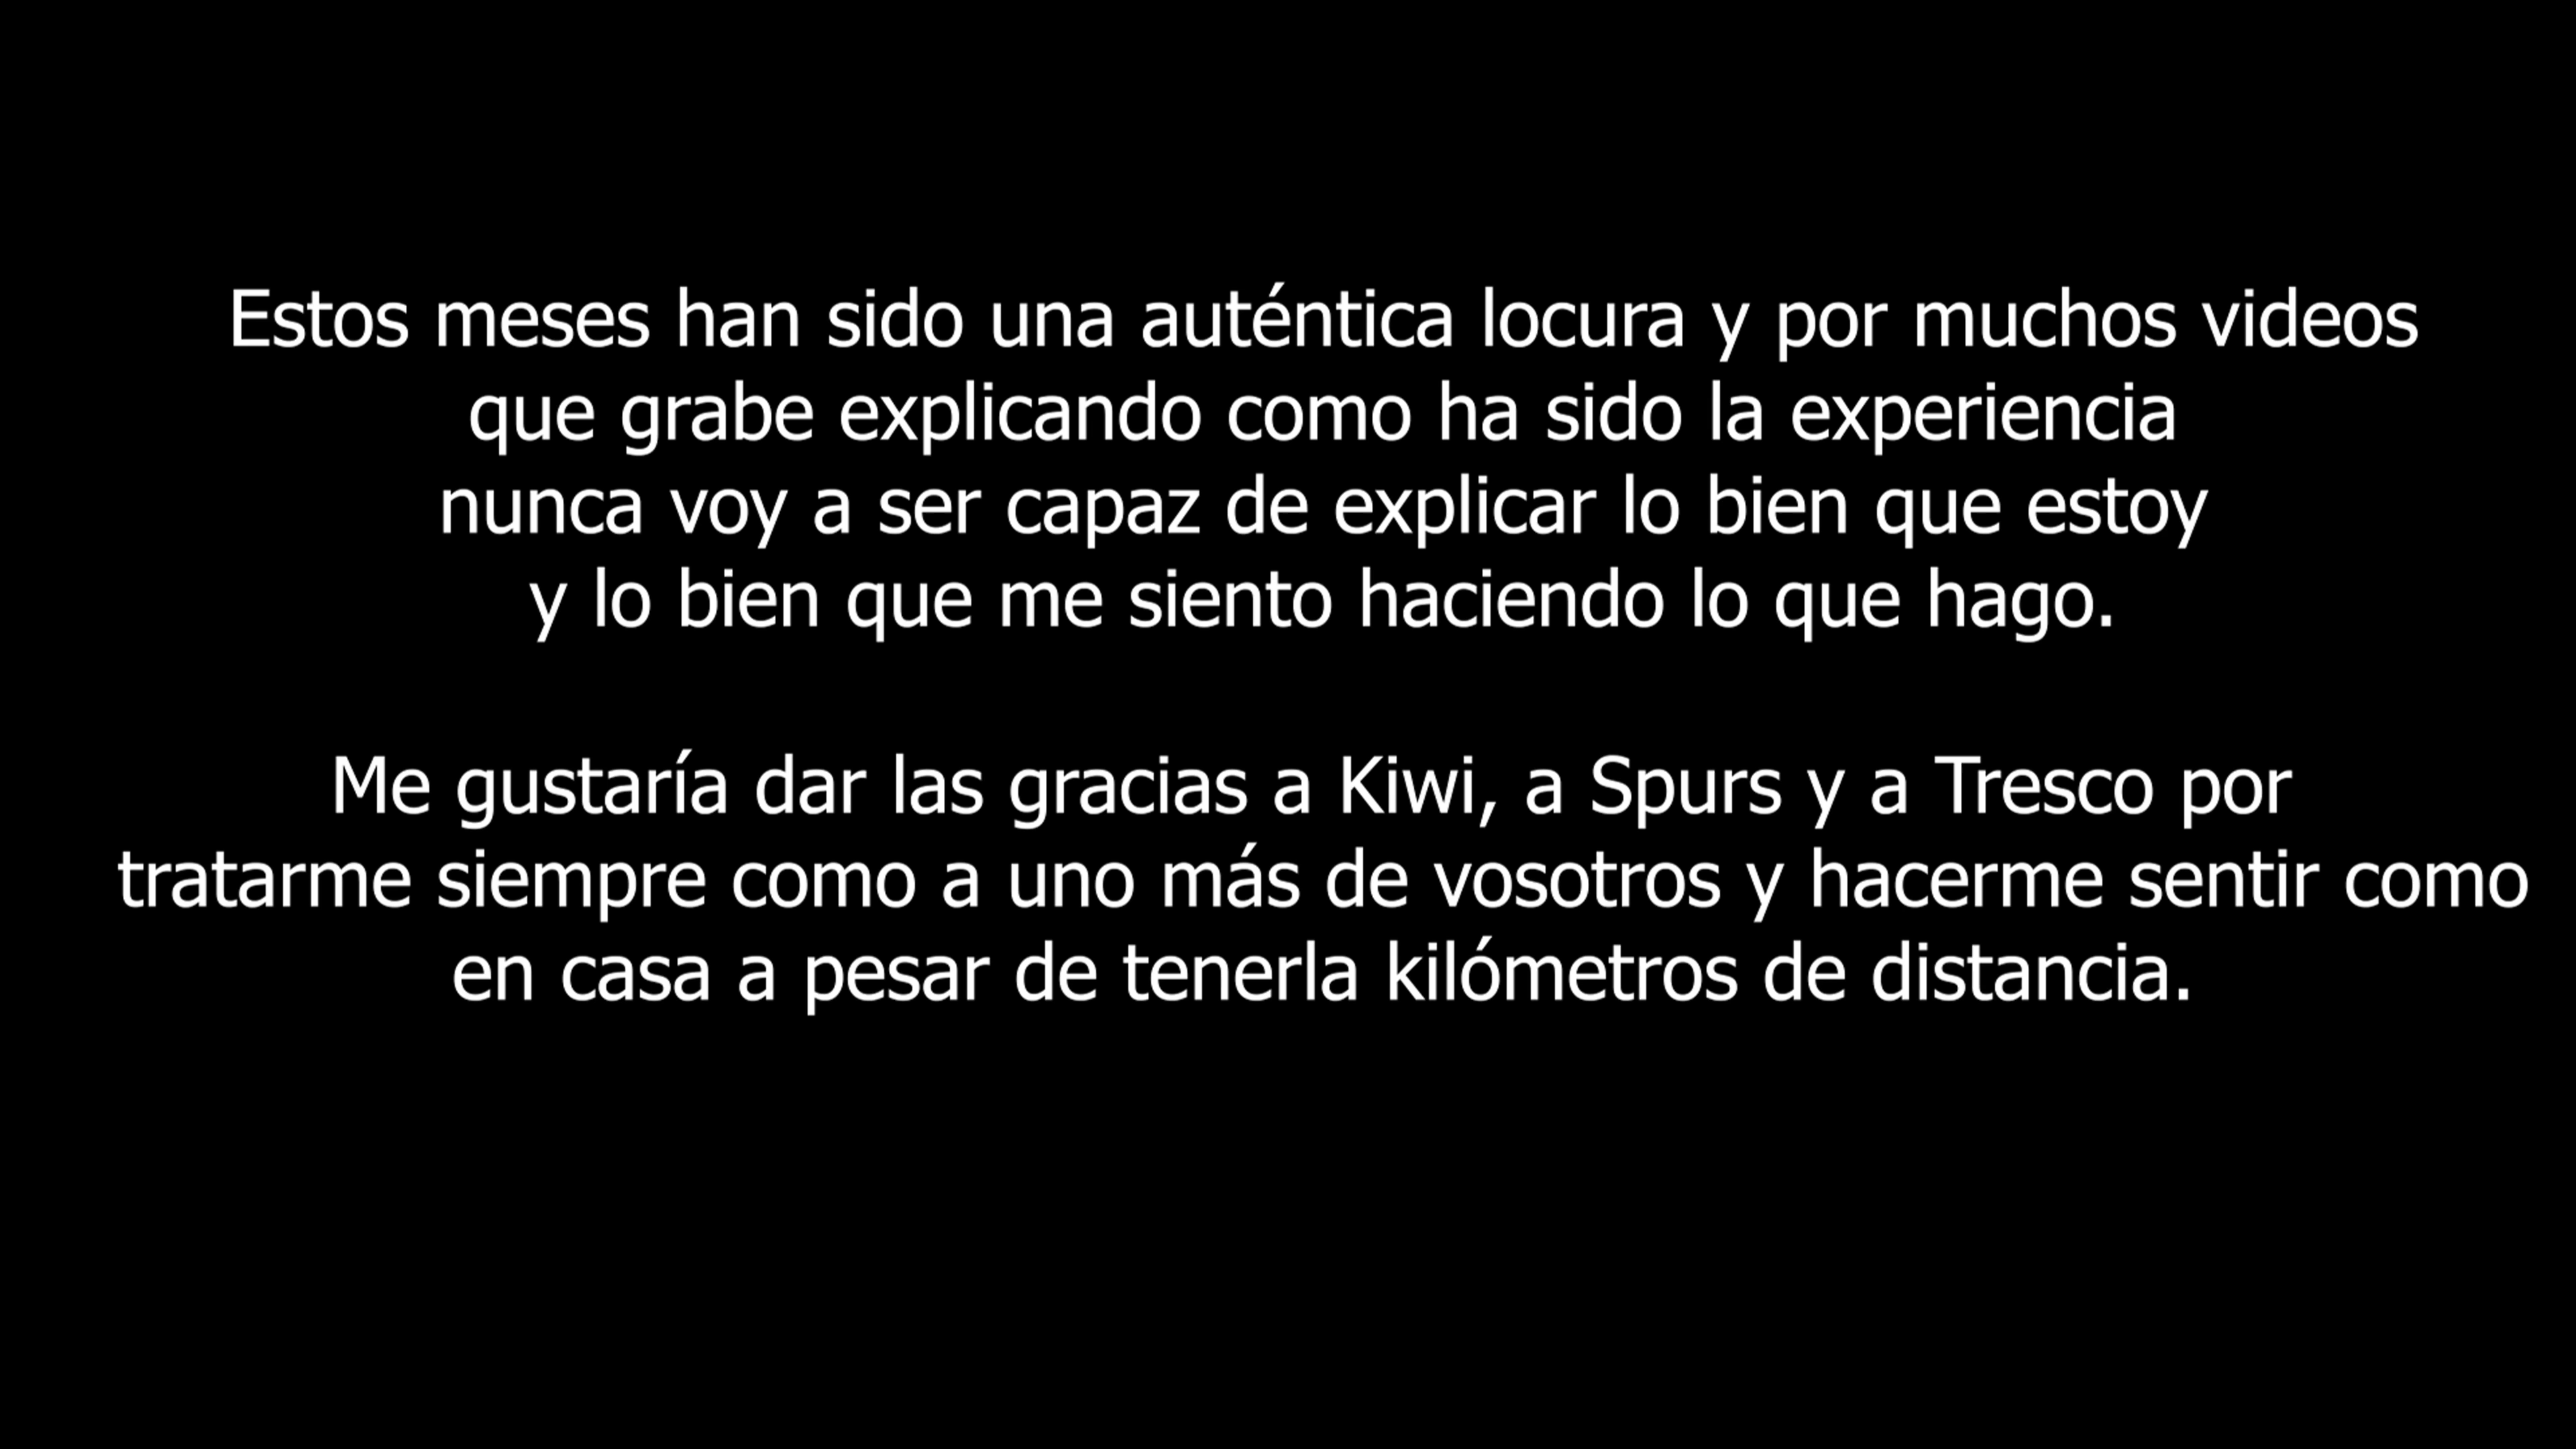 Estos meses han sido una auténtica locura y por muchos videos
que grabe explicando como ha sido la experiencia
nunca voy a ser capaz de explicar lo bien que estoy
y lo bien que me siento haciendo lo que hago.
Me gustaría dar las gracias a Kiwi, a Spurs y a Tresco por
tratarme siempre como a uno más de vosotros y hacerme sentir como
en casa a pesar de tenerla kilómetros de distancia.